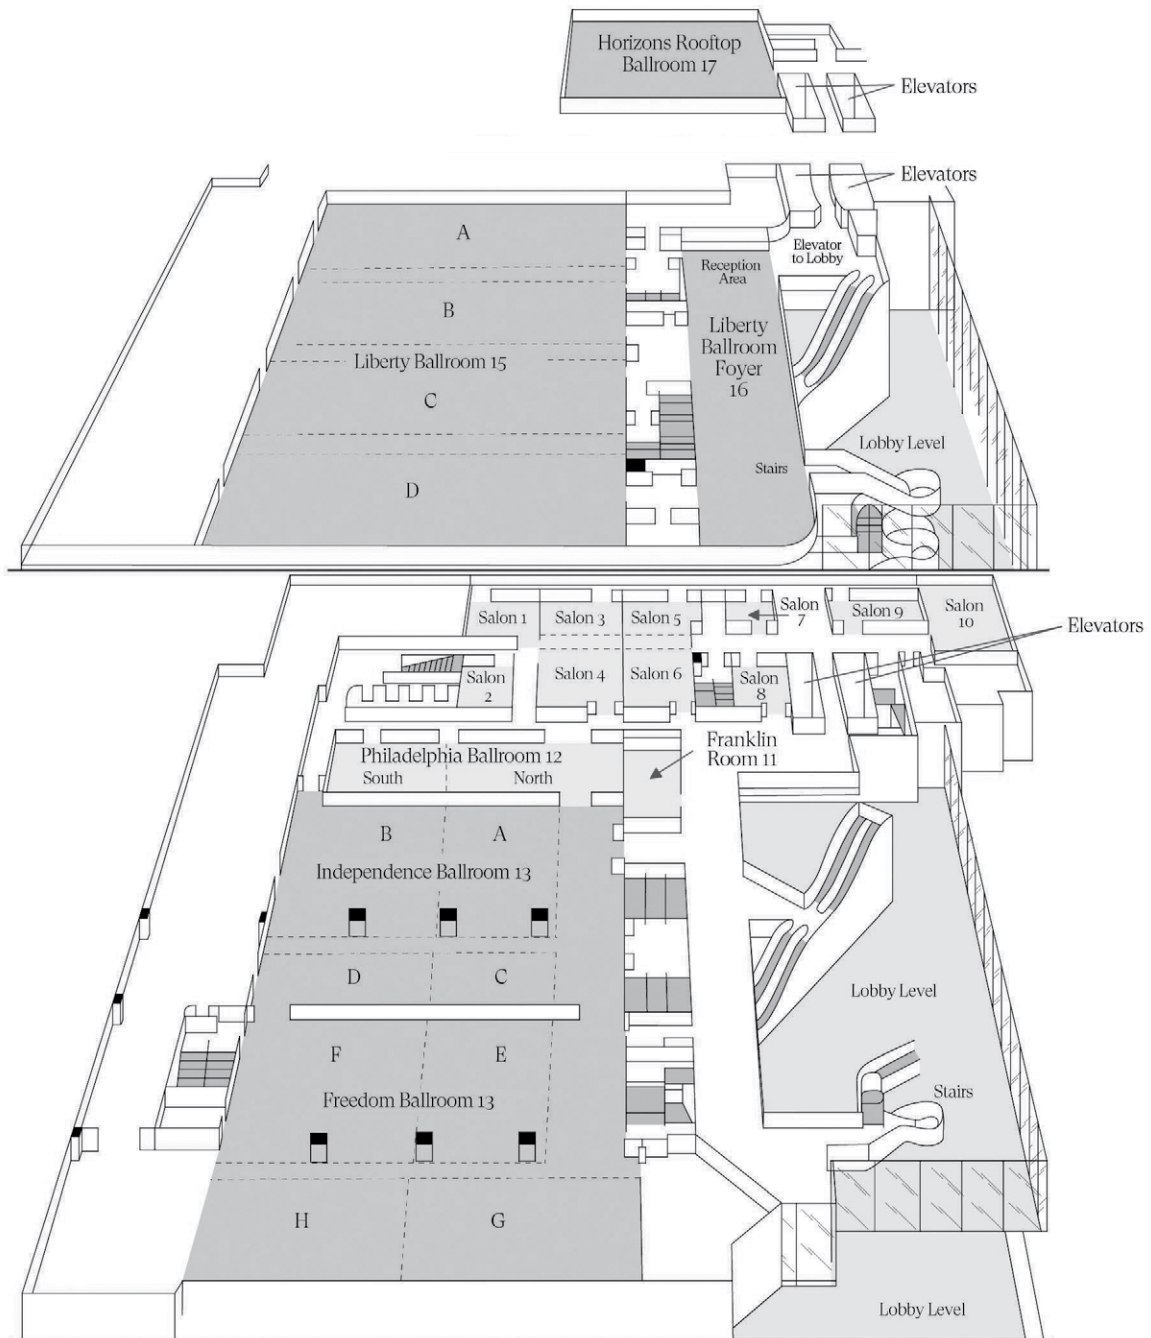 Horizons Rooftop
Ballroom 17
Elevators
Elevators
A
Elevator
to Lobby
Reception
Area
B
Liberty
Ballroom
Foyer
16
Liberty Ballroom 15
C
Lobby Level
Stairs
D
Salon 1
Salon 3
Salon 5
Salon
7
Salon 9
Salon
10
Elevators
Salon
2
Salon 4
Salon 6
Salon
8
Franklin
Room 11
Philadelphia Ballroom 12
South
North
B
A
Independence Ballroom 13
D
C
Lobby Level
F
E
Freedom Ballroom 13
Stairs
H
G
Lobby Level